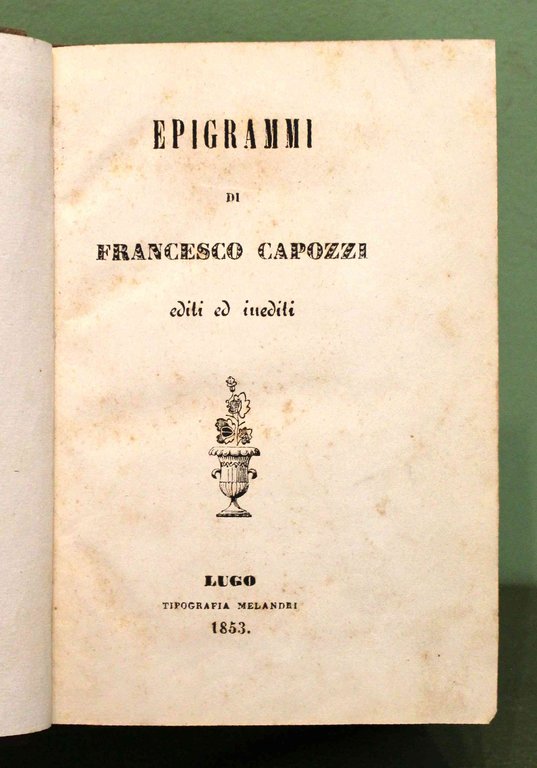 EPIGRAMMI
DI
FRANCESCO CAPOZZI
editi ed inediti
LUGO
TIPOGRAFIA MELANDRI
1853.